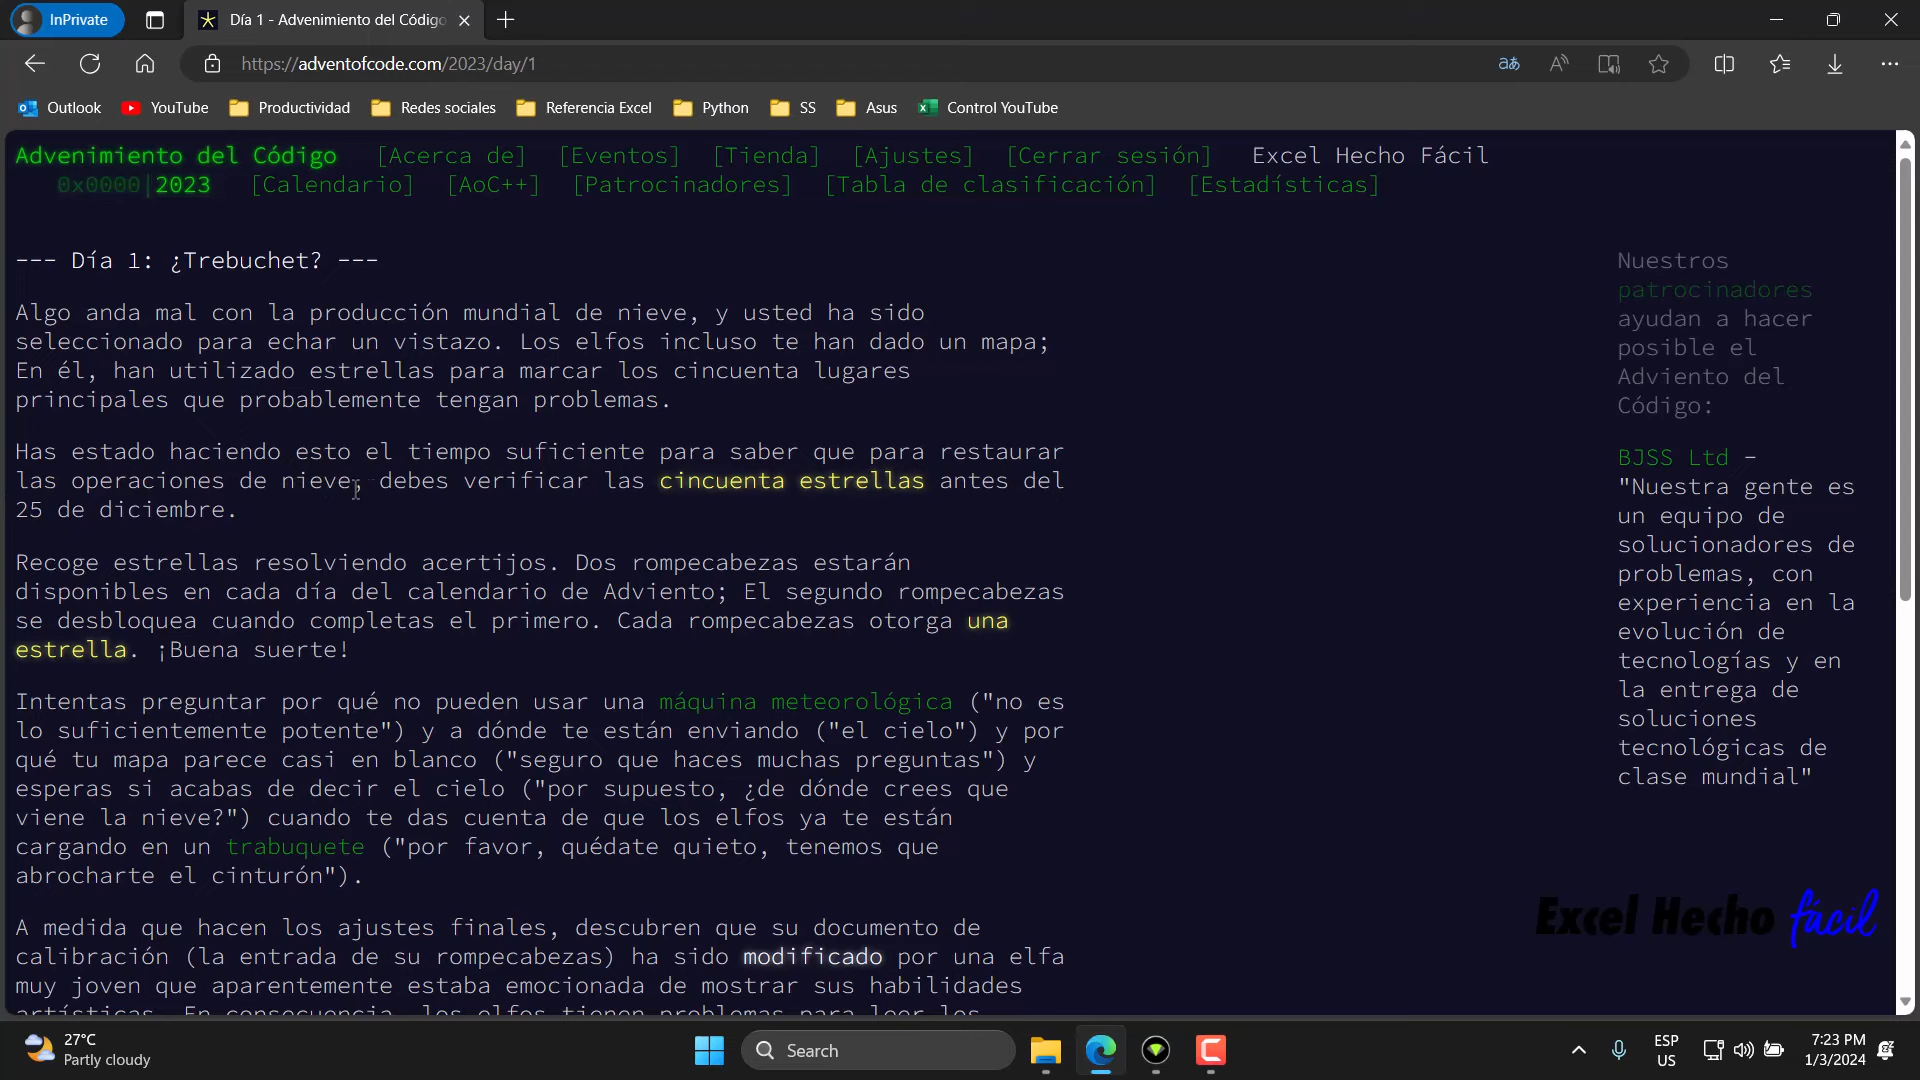 InPrivate
Día 1 - Advenimiento del Código
https://adventofcode.com/2023/day/1
Outlook YouTube Productividad Redes sociales Referencia Excel Python SS Asus Control YouTube
Advenimiento del Código [Acerca de] [Eventos] [Tienda] [Ajustes] [Cerrar sesión] Excel Hecho Fácil
0x0000|2023 [Calendario] [AoC++] [Patrocinadores] [Tabla de clasificación] [Estadísticas]
--- Día 1: ¿Trebuchet? ---
Algo anda mal con la producción mundial de nieve, y usted ha sido
seleccionado para echar un vistazo. Los elfos incluso te han dado un mapa;
En él, han utilizado estrellas para marcar los cincuenta lugares
principales que probablemente tengan problemas.
Has estado haciendo esto el tiempo suficiente para saber que para restaurar
las operaciones de nieve, debes verificar las cincuenta estrellas antes del
25 de diciembre.
Recoge estrellas resolviendo acertijos. Dos rompecabezas estarán
disponibles en cada día del calendario de Adviento; El segundo rompecabezas
se desbloquea cuando completas el primero. Cada rompecabezas otorga una
estrella. ¡Buena suerte!
Intentas preguntar por qué no pueden usar una máquina meteorológica ("no es
lo suficientemente potente") y a dónde te están enviando ("el cielo") y por
qué tu mapa parece casi en blanco ("seguro que haces muchas preguntas") y
esperas si acabas de decir el cielo ("por supuesto, ¿de dónde crees que
viene la nieve?") cuando te das cuenta de que los elfos ya te están
cargando en un trabuquete ("por favor, quédate quieto, tenemos que
abrocharte el cinturón").
A medida que hacen los ajustes finales, descubren que su documento de
calibración (la entrada de su rompecabezas) ha sido modificado por una elfa
muy joven que aparentemente estaba emocionada de mostrar sus habilidades
artísticas. En consecuencia, los elfos tienen problemas para leer los
Nuestros
patrocinadores
ayudan a hacer
posible el
Adviento del
Código:
BJSS Ltd -
"Nuestra gente es
un equipo de
solucionadores de
problemas, con
experiencia en la
evolución de
tecnologías y en
la entrega de
soluciones
tecnológicas de
clase mundial"
Excel Hecho fácil
27°C
Partly cloudy
Search
ESP
US
7:23 PM
1/3/2024